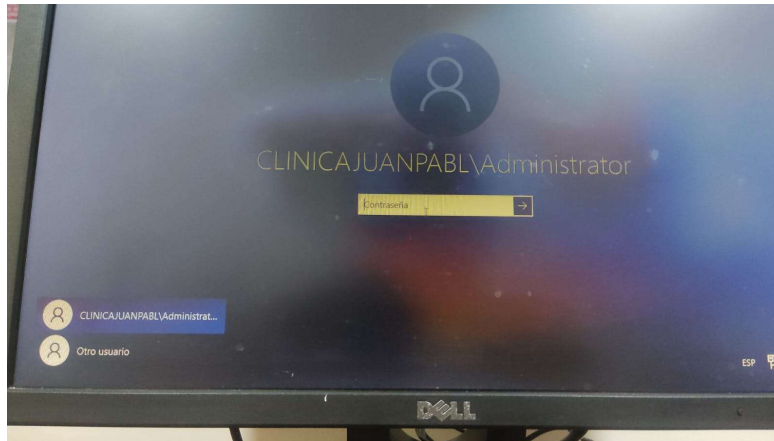 CLINICAJUANPABL\Administrator
Contraseña
CLINICAJUANPABL\Administrat...
Otro usuario
ESP
DELL